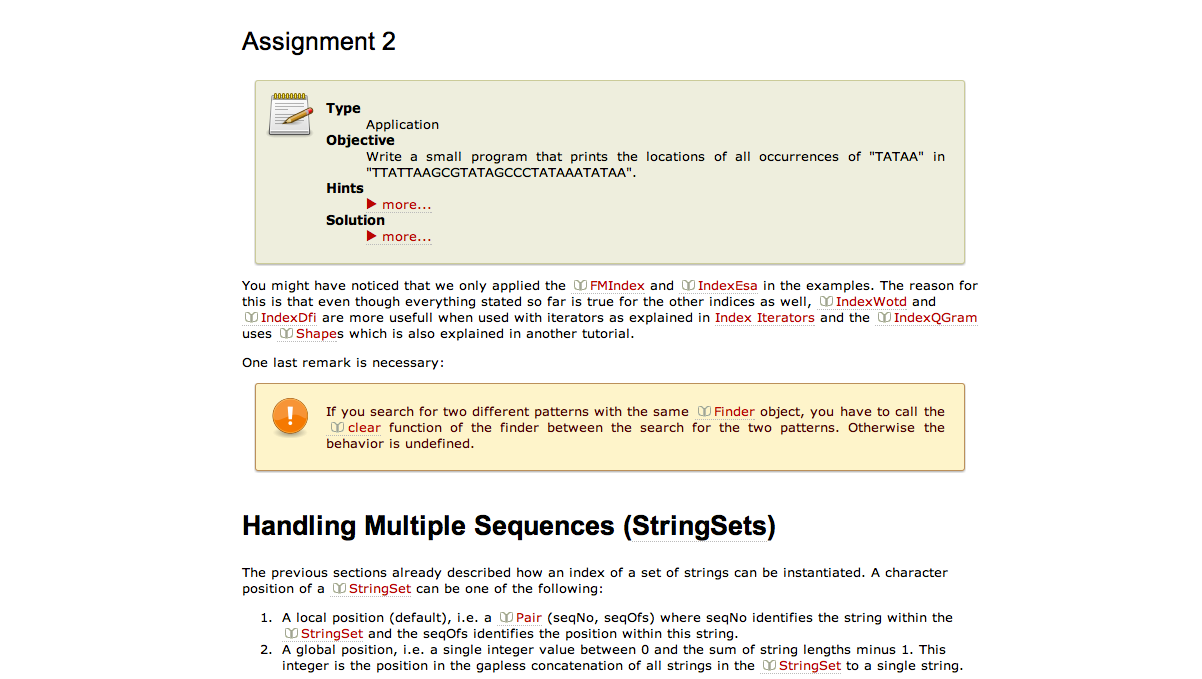 Assignment 2
Type
Application
Objective
Write a small program that prints the locations of all occurrences of "TATAA" in
"TTATTAAGCGTATAGCCCTATAAATATAA".
Hints
more...
Solution
more...
You might have noticed that we only applied the FMIndex and IndexEsa in the examples. The reason for
this is that even though everything stated so far is true for the other indices as well, IndexWotd and
IndexDfi are more usefull when used with iterators as explained in Index Iterators and the IndexQGram
uses Shapes which is also explained in another tutorial.
One last remark is necessary:
If you search for two different patterns with the same Finder object, you have to call the
clear function of the finder between the search for the two patterns. Otherwise the
behavior is undefined.
Handling Multiple Sequences (StringSets)
The previous sections already described how an index of a set of strings can be instantiated. A character
position of a StringSet can be one of the following:
1. A local position (default), i.e. a Pair (seqNo, seqOfs) where seqNo identifies the string within the
StringSet and the seqOfs identifies the position within this string.
2. A global position, i.e. a single integer value between 0 and the sum of string lengths minus 1. This
integer is the position in the gapless concatenation of all strings in the StringSet to a single string.